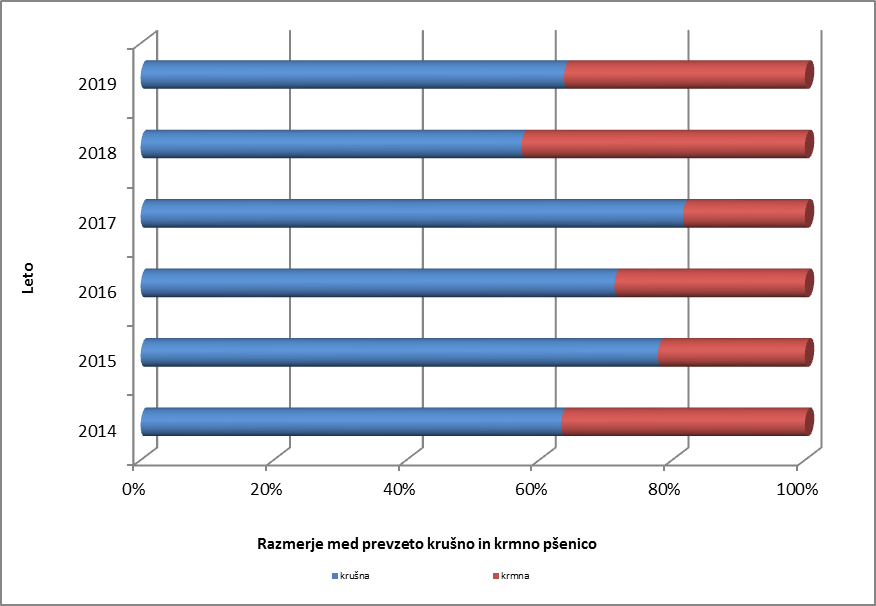 2019
2018
2017
2016
2015
2014
Leto
0% 20% 40% 60% 80% 100%
Razmerje med prevzeto krušno in krmno pšenico
krušna krmna